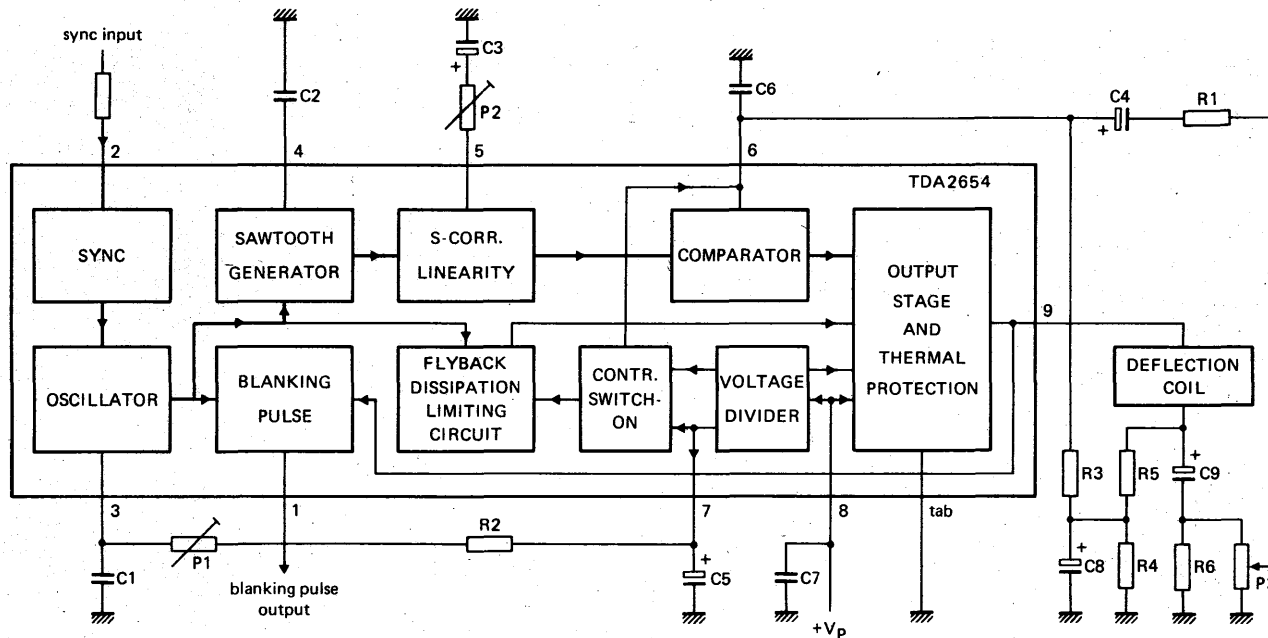 sync input
C2
C3
+
P2
C6
C4
+
R1
2
4
5
6
TDA2654
SYNC
SAWTOOTH
GENERATOR
S-CORR.
LINEARITY
COMPARATOR
OUTPUT
STAGE
AND
THERMAL
PROTECTION
9
OSCILLATOR
BLANKING
PULSE
FLYBACK
DISSIPATION
LIMITING
CIRCUIT
CONTR.
SWITCH-
ON
VOLTAGE
DIVIDER
DEFLECTION
COIL
R3
R5
+
C9
3
1
7
8
tab
P1
R2
C1
+
C5
C7
+
C8
R4
R6
blanking pulse
output
+VP